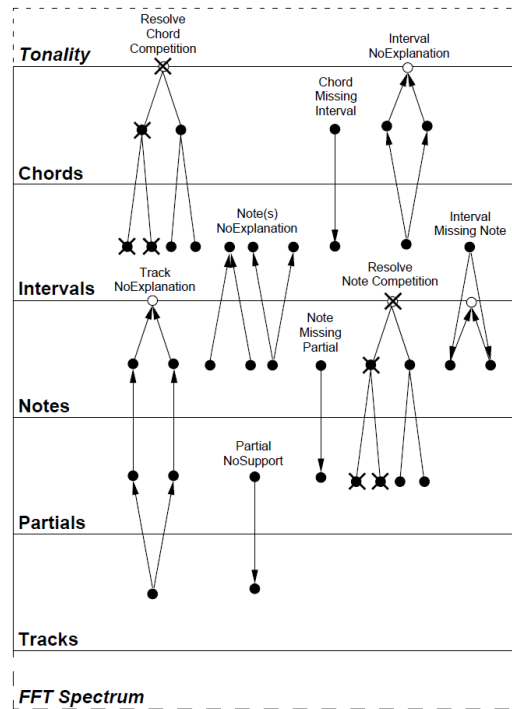 Resolve
Chord
Competition
Interval
NoExplanation
Tonality
Chord
Missing
Interval
Chords
Note(s)
NoExplanation
Interval
Missing Note
Track
NoExplanation
Resolve
Note Competition
Intervals
Note
Missing
Partial
Notes
Partial
NoSupport
Partials
Tracks
FFT Spectrum